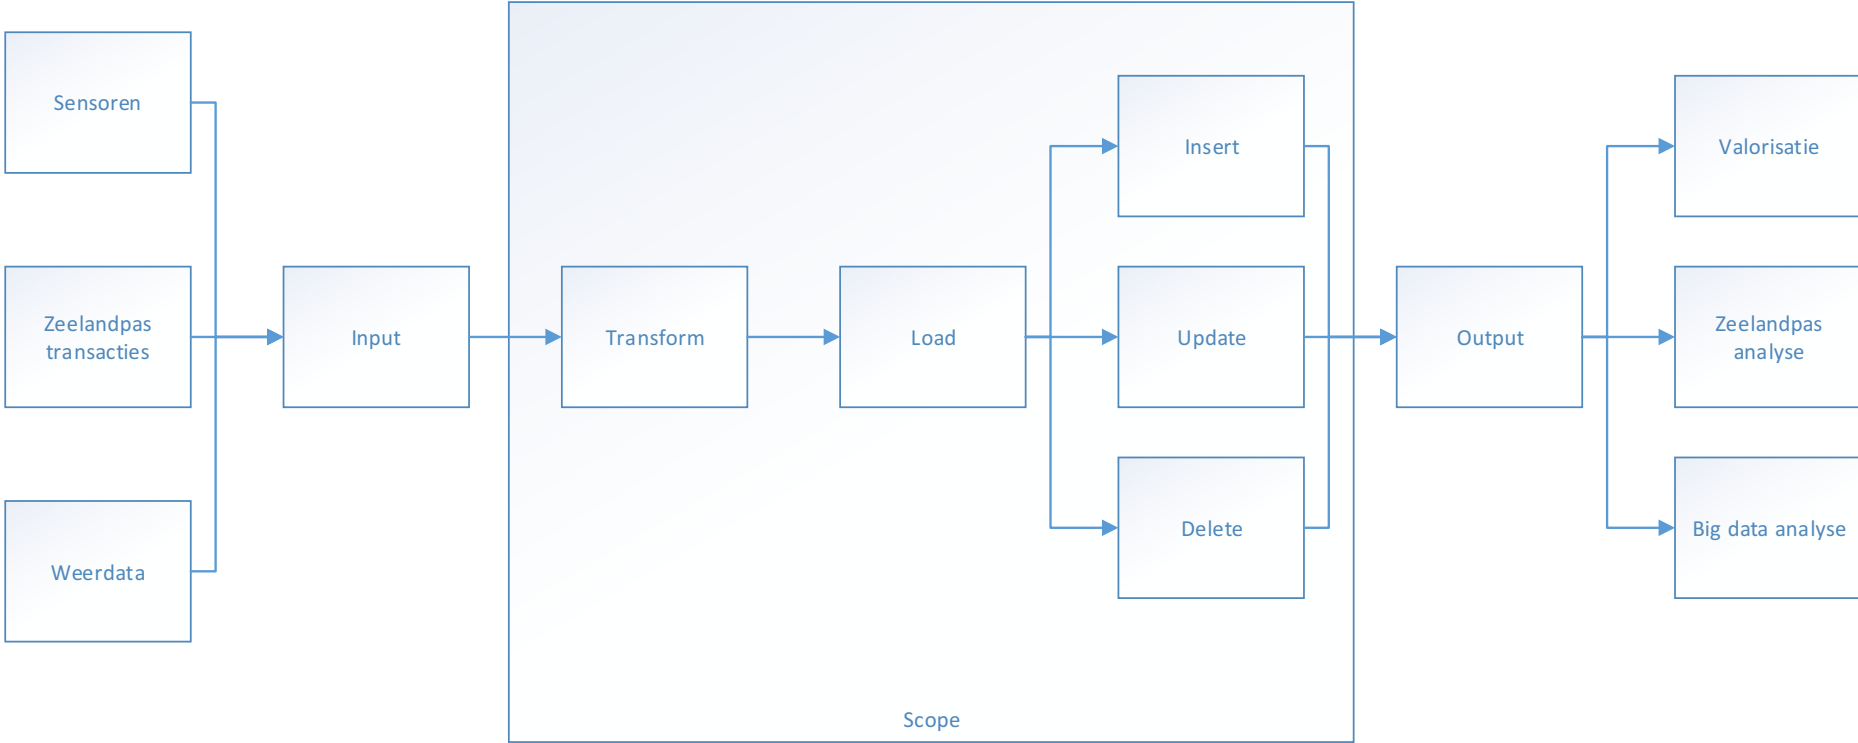 Sensoren
Zeelandpas
transacties
Weerdata
Input
Transform
Load
Insert
Update
Delete
Scope
Output
Valorisatie
Zeelandpas
analyse
Big data analyse